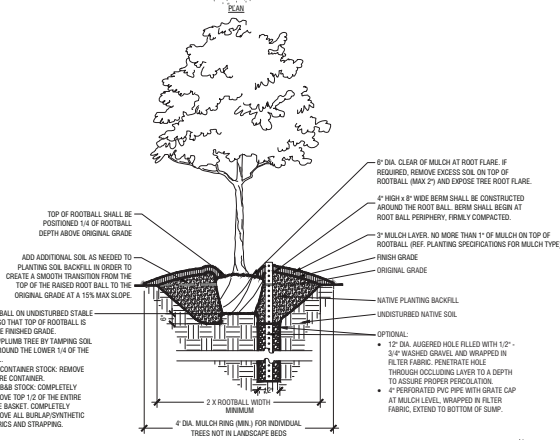 PLAN
6" DIA. CLEAR OF MULCH AT ROOT FLARE. IF
REQUIRED, REMOVE EXCESS SOIL ON TOP OF
ROOTBALL (MAX 2") AND EXPOSE TREE ROOT FLARE.
4" HIGH x 8" WIDE BERM SHALL BE CONSTRUCTED
AROUND THE ROOT BALL. BERM SHALL BEGIN AT
ROOT BALL PERIPHERY, FIRMLY COMPACTED.
3" MULCH LAYER. NO MORE THAN 1" OF MULCH ON TOP OF
ROOTBALL (REF. PLANTING SPECIFICATIONS FOR MULCH TYPE
FINISH GRADE
ORIGINAL GRADE
NATIVE PLANTING BACKFILL
UNDISTURBED NATIVE SOIL
OPTIONAL:
• 12" DIA. AUGERED HOLE FILLED WITH 1/2" -
3/4" WASHED GRAVEL AND WRAPPED IN
FILTER FABRIC. PENETRATE HOLE
THROUGH OCCLUDING LAYER TO A DEPTH
TO ASSURE PROPER PERCOLATION.
• 4" PERFORATED PVC PIPE WITH GRATE CAP
AT MULCH LEVEL, WRAPPED IN FILTER
FABRIC, EXTEND TO BOTTOM OF SUMP.
TOP OF ROOTBALL SHALL BE
POSITIONED 1/4 OF ROOTBALL
DEPTH ABOVE ORIGINAL GRADE
ADD ADDITIONAL SOIL AS NEEDED TO
PLANTING SOIL BACKFILL IN ORDER TO
CREATE A SMOOTH TRANSITION FROM THE
TOP OF THE RAISED ROOT BALL TO THE
ORIGINAL GRADE AT A 15% MAX SLOPE.
BALL ON UNDISTURBED STABLE
SO THAT TOP OF ROOTBALL IS
E FINISHED GRADE.
/PLUMB TREE BY TAMPING SOIL
OUND THE LOWER 1/4 OF THE
CONTAINER STOCK: REMOVE
RE CONTAINER.
B&B STOCK: COMPLETELY
OVE TOP 1/2 OF THE ENTIRE
E BASKET. COMPLETELY
OVE ALL BURLAP/SYNTHETIC
RICS AND STRAPPING.
6"
12"
2 X ROOTBALL WIDTH
MINIMUM
4' DIA. MULCH RING (MIN.) FOR INDIVIDUAL
TREES NOT IN LANDSCAPE BEDS